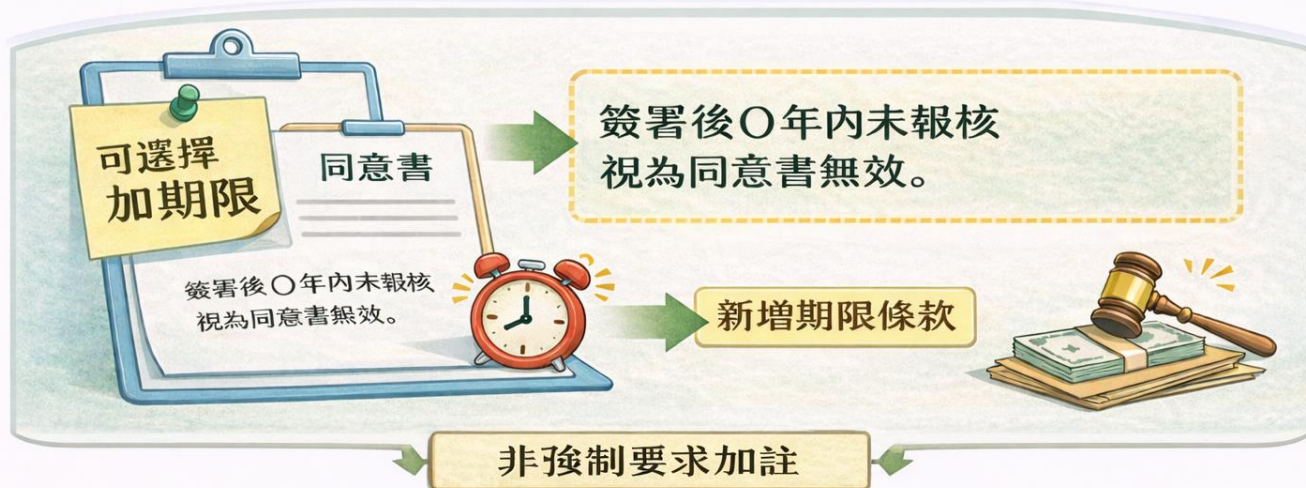 可選擇
加期限
同意書
簽署後〇年內未報核
視為同意書無效。
簽署後〇年內未報核
視為同意書無效。
新增期限條款
非強制要求加註